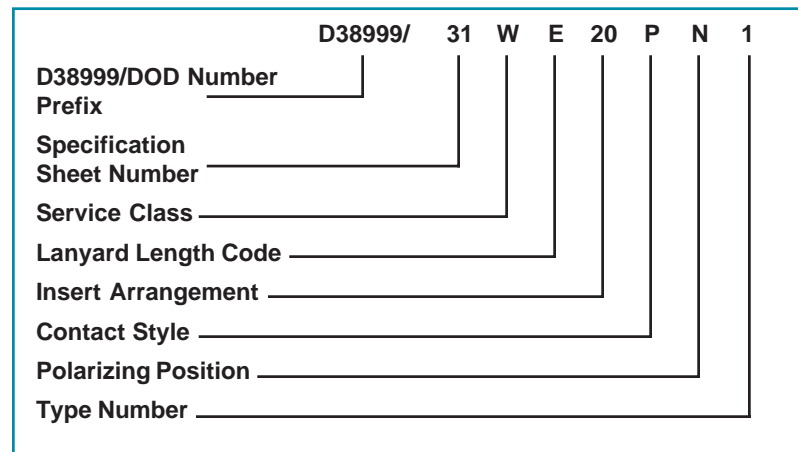 D38999/ 31 W E 20 P N 1
D38999/DOD Number
Prefix
Specification
Sheet Number
Service Class
Lanyard Length Code
Insert Arrangement
Contact Style
Polarizing Position
Type Number